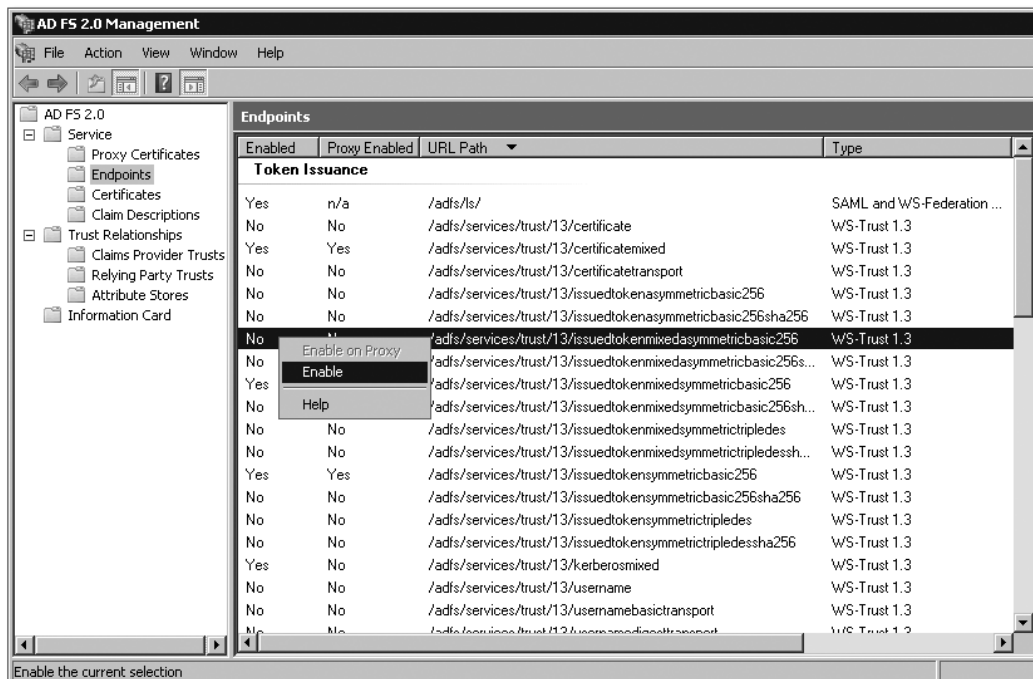 AD FS 2.0 Management
File Action View Window Help
AD FS 2.0
Service
Proxy Certificates
Endpoints
Certificates
Claim Descriptions
Trust Relationships
Claims Provider Trusts
Relying Party Trusts
Attribute Stores
Information Card
Endpoints
Enabled Proxy Enabled URL Path Type
Token Issuance
Yes n/a /adfs/ls/ SAML and WS-Federation ...
No No /adfs/services/trust/13/certificate WS-Trust 1.3
Yes Yes /adfs/services/trust/13/certificatemixed WS-Trust 1.3
No No /adfs/services/trust/13/certificatetransport WS-Trust 1.3
No No /adfs/services/trust/13/issuedtokenasymmetricbasic256 WS-Trust 1.3
No No /adfs/services/trust/13/issuedtokenasymmetricbasic256sha256 WS-Trust 1.3
No /adfs/services/trust/13/issuedtokenmixedasymmetricbasic256 WS-Trust 1.3
No /adfs/services/trust/13/issuedtokenmixedasymmetricbasic256s... WS-Trust 1.3
Yes /adfs/services/trust/13/issuedtokenmixedsymmetricbasic256 WS-Trust 1.3
No /adfs/services/trust/13/issuedtokenmixedsymmetricbasic256sh... WS-Trust 1.3
No No /adfs/services/trust/13/issuedtokenmixedsymmetrictripledes WS-Trust 1.3
No No /adfs/services/trust/13/issuedtokenmixedsymmetrictripledessh... WS-Trust 1.3
Yes Yes /adfs/services/trust/13/issuedtokensymmetricbasic256 WS-Trust 1.3
No No /adfs/services/trust/13/issuedtokensymmetricbasic256sha256 WS-Trust 1.3
No No /adfs/services/trust/13/issuedtokensymmetrictripledes WS-Trust 1.3
No No /adfs/services/trust/13/issuedtokensymmetrictripledessha256 WS-Trust 1.3
Yes No /adfs/services/trust/13/kerberosmixed WS-Trust 1.3
No No /adfs/services/trust/13/username WS-Trust 1.3
No No /adfs/services/trust/13/usernamebasictransport WS-Trust 1.3
No No /adfs/services/trust/13/usernamedigesttransport WS-Trust 1.3
Enable on Proxy
Enable
Help
Enable the current selection